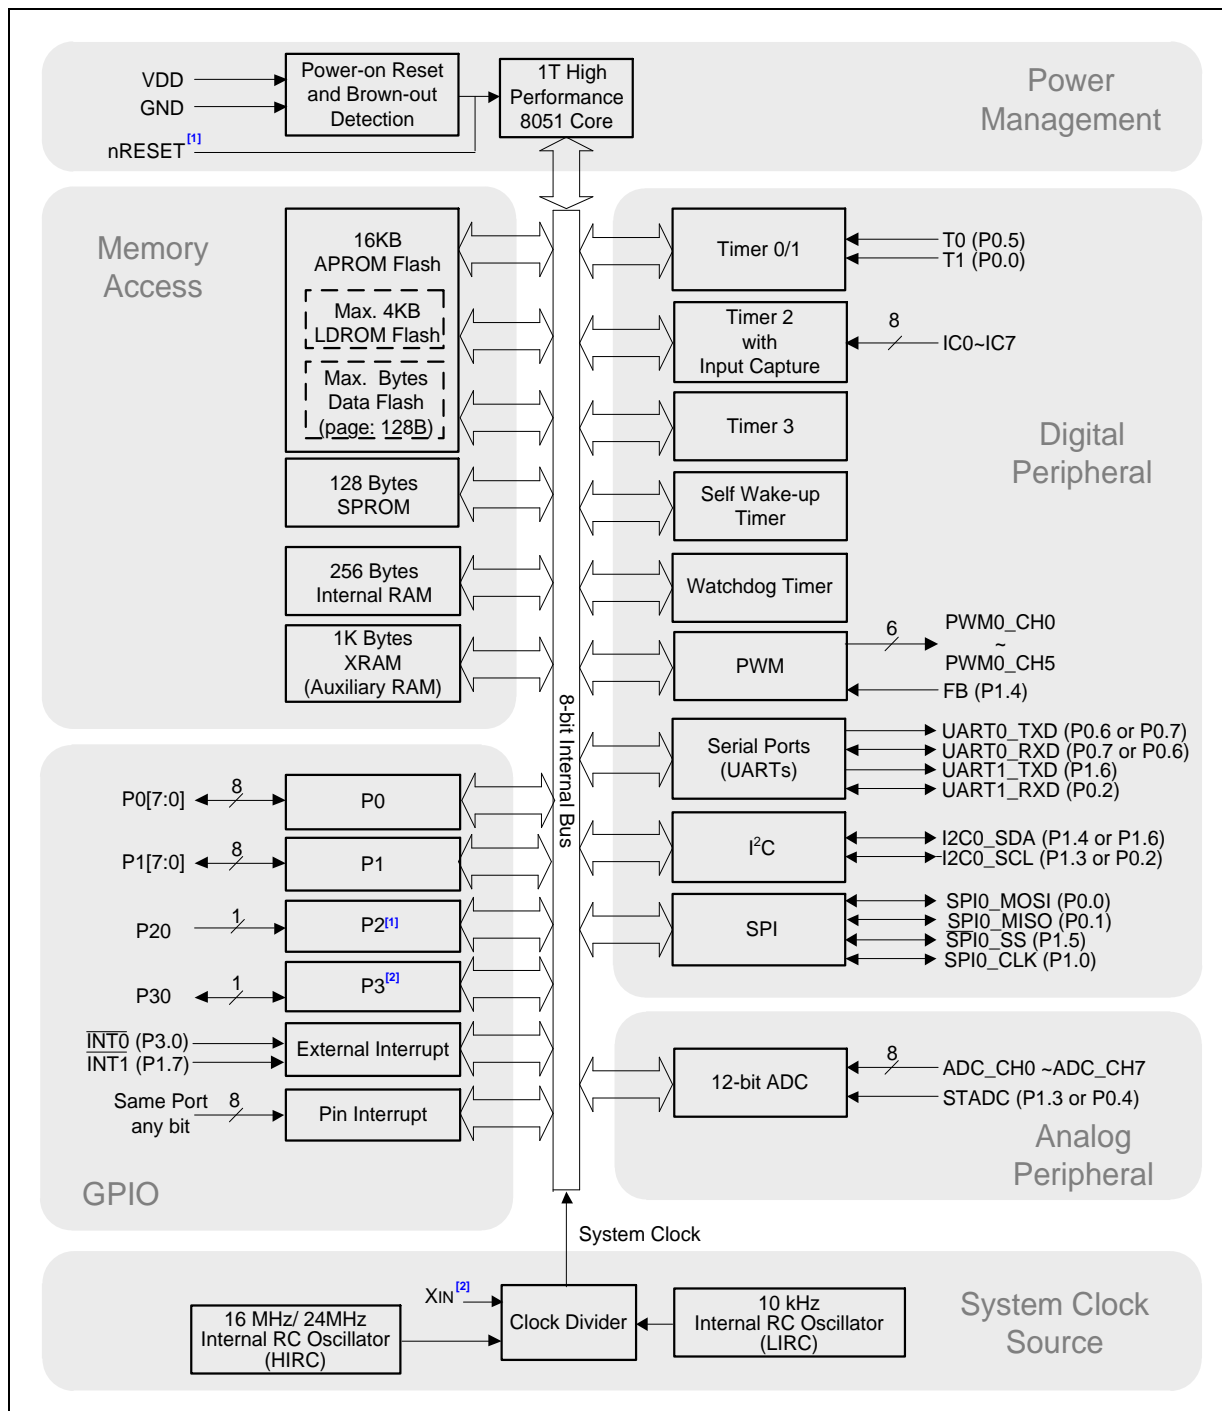 VDD
GND
nRESET[1]
Power-on Reset
and Brown-out
Detection
1T High
Performance
8051 Core
Power
Management
Memory
Access
16KB
APROM Flash
Max. 4KB
LDROM Flash
Max. Bytes
Data Flash
(page: 128B)
128 Bytes
SPROM
256 Bytes
Internal RAM
1K Bytes
XRAM
(Auxiliary RAM)
8-bit Internal Bus
Timer 0/1
T0 (P0.5)
T1 (P0.0)
Timer 2
with
Input Capture
8
IC0~IC7
Timer 3
Digital
Peripheral
Self Wake-up
Timer
Watchdog Timer
PWM
6
PWM0_CH0
~
PWM0_CH5
FB (P1.4)
Serial Ports
(UARTs)
UART0_TXD (P0.6 or P0.7)
UART0_RXD (P0.7 or P0.6)
UART1_TXD (P1.6)
UART1_RXD (P0.2)
I2C
I2C0_SDA (P1.4 or P1.6)
I2C0_SCL (P1.3 or P0.2)
SPI
SPI0_MOSI (P0.0)
SPI0_MISO (P0.1)
SPI0_SS (P1.5)
SPI0_CLK (P1.0)
P0[7:0]
8
P0
P1[7:0]
8
P1
P20
1
P2[1]
P30
1
P3[2]
INT0 (P3.0)
INT1 (P1.7)
External Interrupt
Same Port
any bit
8
Pin Interrupt
GPIO
12-bit ADC
8
ADC_CH0 ~ADC_CH7
STADC (P1.3 or P0.4)
Analog
Peripheral
System Clock
XIN[2]
16 MHz/ 24MHz
Internal RC Oscillator
(HIRC)
Clock Divider
10 kHz
Internal RC Oscillator
(LIRC)
System Clock
Source